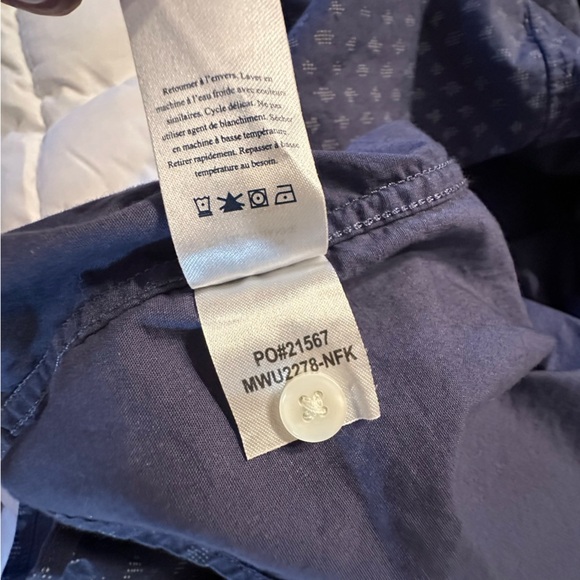 Retourner à l'envers. Laver en
machine à l'eau froide avec couleurs
similaires. Cycle délicat. Ne pas
utiliser agent de blanchiment. Sécher
en machine à basse température.
Retirer rapidement. Repasser à basse
température au besoin.
PO#21567
MWU2278-NFK